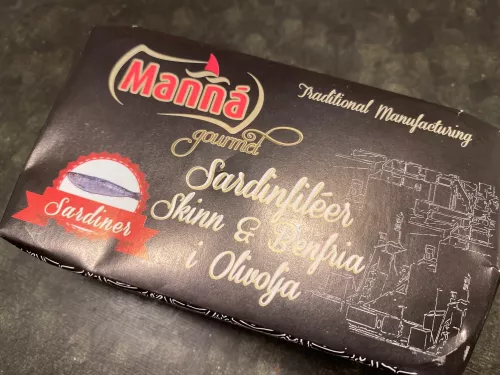 Manná
gourmet
Traditional Manufacturing
Sardinfiléer
Skinn & Benfria
i Olivolja
Sardiner